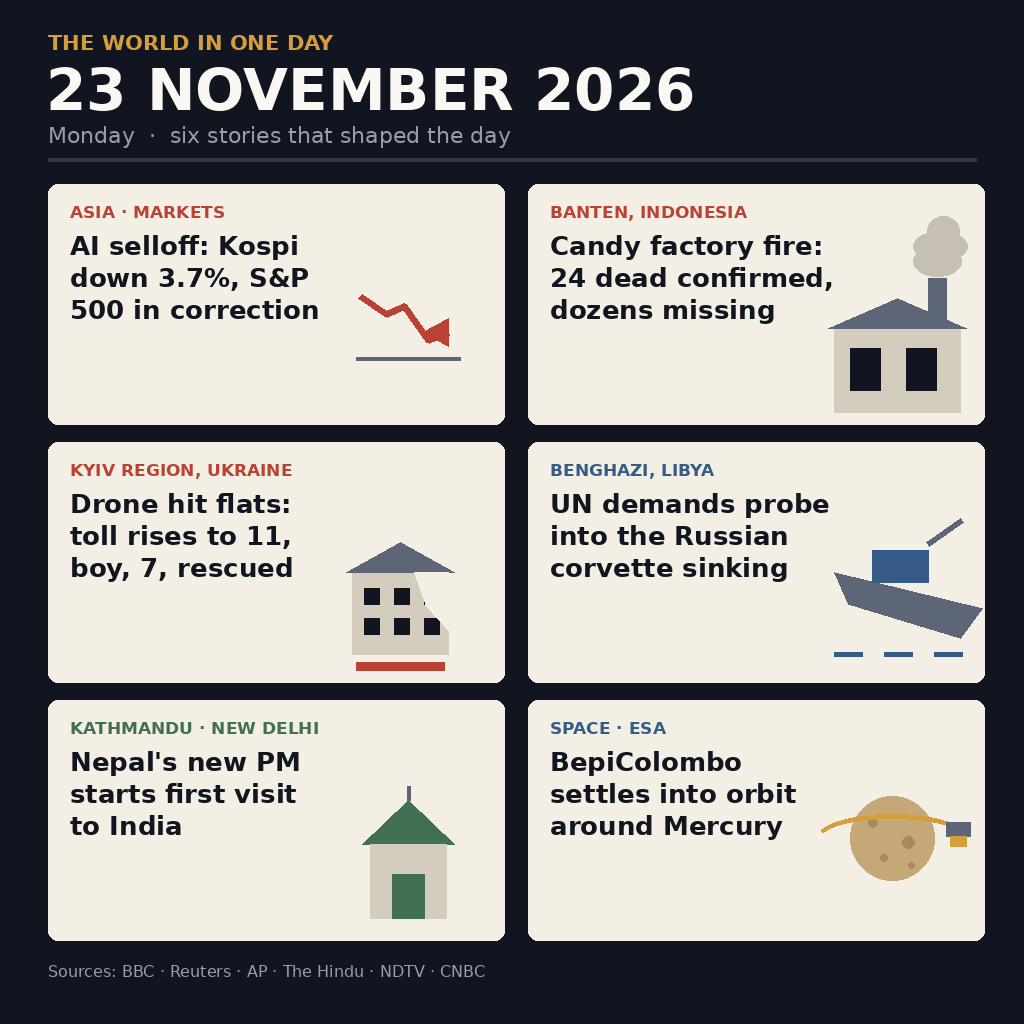 THE WORLD IN ONE DAY
23 NOVEMBER 2026
Monday · six stories that shaped the day
ASIA · MARKETS
AI selloff: Kospi
down 3.7%, S&P
500 in correction
BANTEN, INDONESIA
Candy factory fire:
24 dead confirmed,
dozens missing
KYIV REGION, UKRAINE
Drone hit flats:
toll rises to 11,
boy, 7, rescued
BENGHAZI, LIBYA
UN demands probe
into the Russian
corvette sinking
KATHMANDU · NEW DELHI
Nepal's new PM
starts first visit
to India
SPACE · ESA
BepiColombo
settles into orbit
around Mercury
Sources: BBC · Reuters · AP · The Hindu · NDTV · CNBC